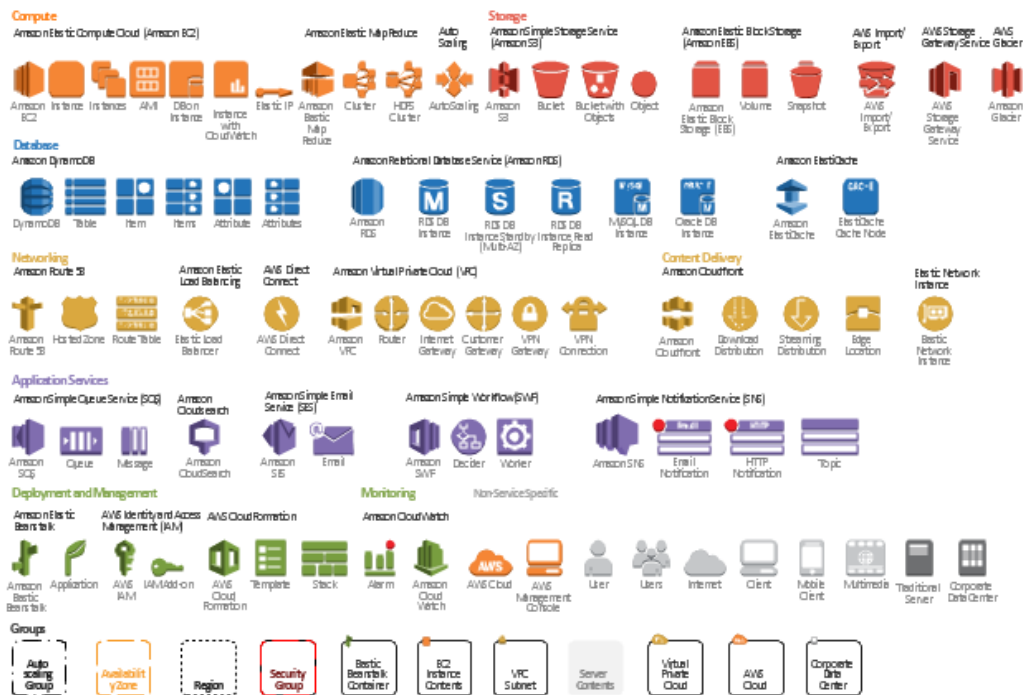 Compute
Storage
Amazon Elastic Compute Cloud (Amazon EC2)
Amazon Elastic MapReduce
Auto
Scaling
Amazon Simple Storage Service
(Amazon S3)
Amazon Elastic Block Storage
(Amazon EBS)
AWS Import/
Export
AWS Storage
Gateway Service
AWS
Glacier
Amazon
EC2
Instance
Instances
AMI
DB on
Instance
Instance
with
CloudWatch
Elastic IP
Amazon
Elastic
Map
Reduce
Cluster
HDFS
Cluster
Auto Scaling
Amazon
S3
Bucket
Bucket with
Objects
Object
Amazon
Elastic Block
Storage (EBS)
Volume
Snapshot
AWS
Import/
Export
AWS
Storage
Gateway
Service
Amazon
Glacier
Database
Amazon DynamoDB
Amazon Relational Database Service (Amazon RDS)
Amazon ElastiCache
M
S
R
MySQL
ORACLE
CAC-E
DynamoDB
Table
Item
Items
Attribute
Attributes
Amazon
RDS
RDS DB
Instance
RDS DB
Instance Standby
(Multi-AZ)
RDS DB
Instance Read
Replica
MySQL DB
Instance
Oracle DB
Instance
Amazon
ElastiCache
ElastiCache
Cache Node
Networking
Content Delivery
Amazon Route 53
Amazon Elastic
Load Balancing
AWS Direct
Connect
Amazon Virtual Private Cloud (VPC)
Amazon Cloudfront
Elastic Network
Instance
Amazon
Route 53
Hosted Zone
Route Table
Elastic Load
Balancer
AWS Direct
Connect
Amazon
VPC
Router
Internet
Gateway
Customer
Gateway
VPN
Gateway
VPN
Connection
Amazon
Cloudfront
Download
Distribution
Streaming
Distribution
Edge
Location
Elastic
Network
Instance
Application Services
Amazon Simple Queue Service (SQS)
Amazon
Cloudsearch
Amazon Simple Email
Service (SES)
Amazon Simple Workflow (SWF)
Amazon Simple Notification Service (SNS)
@
Email
HTTP
Amazon
SQS
Queue
Message
Amazon
CloudSearch
Amazon
SES
Email
Amazon
SWF
Decider
Worker
Amazon SNS
Email
Notification
HTTP
Notification
Topic
Deployment and Management
Monitoring
Non-Service Specific
Amazon Elastic
Beanstalk
AWS Identity and Access
Management (IAM)
AWS CloudFormation
Amazon CloudWatch
AWS
Amazon
Elastic
Beanstalk
Application
AWS
IAM
IAM Add-on
AWS
Cloud
Formation
Template
Stack
Alarm
Amazon
Cloud
Watch
AWS Cloud
AWS
Management
Console
User
Users
Internet
Client
Mobile
Client
Multimedia
Traditional
Server
Corporate
Data Center
Groups
Auto
scaling
Group
Availabilit
y Zone
Region
Security
Group
Elastic
Beanstalk
Container
EC2
Instance
Contents
VPC
Subnet
Server
Contents
Virtual
Private
Cloud
AWS
Cloud
Corporate
Data
Center